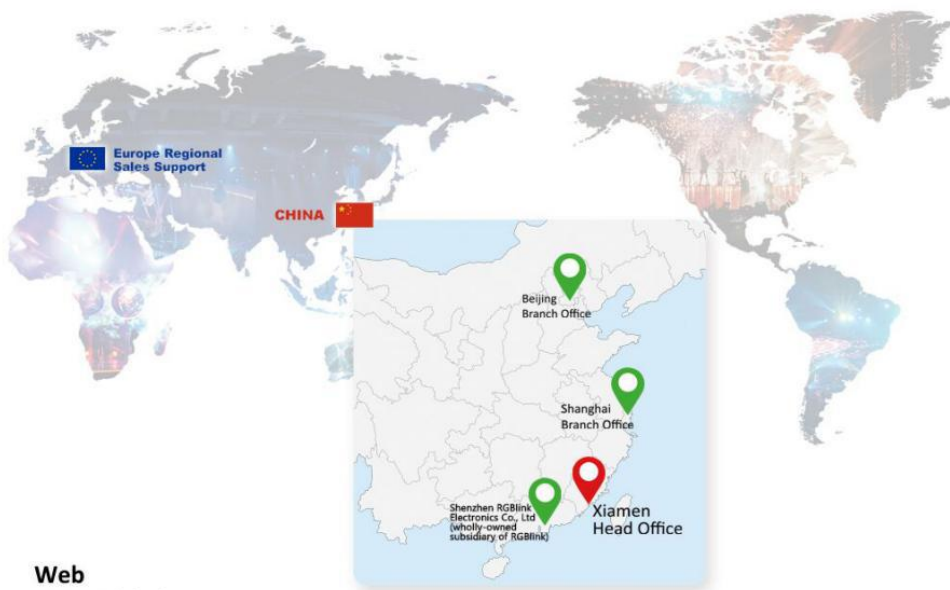 Europe Regional
Sales Support
CHINA
Beijing
Branch Office
Shanghai
Branch Office
Shenzhen RGBlink
Electronics Co., Ltd
(wholly-owned
subsidiary of RGBlink)
Xiamen
Head Office
Web